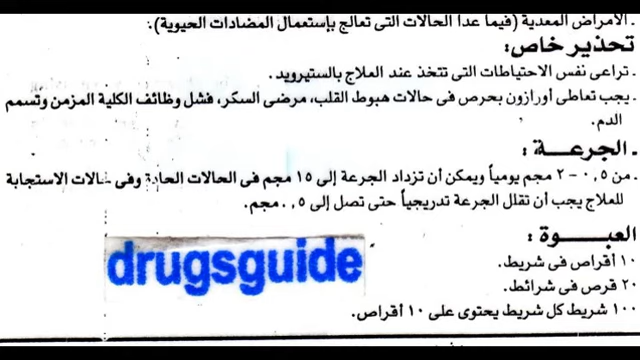 ـ الأمراض المعدية (فيما عدا الحالات التى تعالج بإستعمال المضادات الحيوية).
تحذير خاص:
ـ تراعى نفس الاحتياطات التى تتخذ عند العلاج بالستيرويد.
ـ يجب تعاطى أورازون بحرص فى حالات هبوط القلب، مرضى السكر، فشل وظائف الكلية المزمن وتسمم
الدم.
ـ الجرعــة :
ـ من ٠,٥ - ٢ مجم يومياً ويمكن أن تزداد الجرعة إلى ١٥ مجم فى الحالات الحادة وفى حالات الاستجابة
للعلاج يجب أن تقلل الجرعة تدريجياً حتى تصل إلى ٠,٥ مجم.
العبــوة :
١٠ أقراص فى شريط.
٢٠ قرص فى شرائط.
١٠٠ شريط كل شريط يحتوى على ١٠ أقراص.
drugsguide